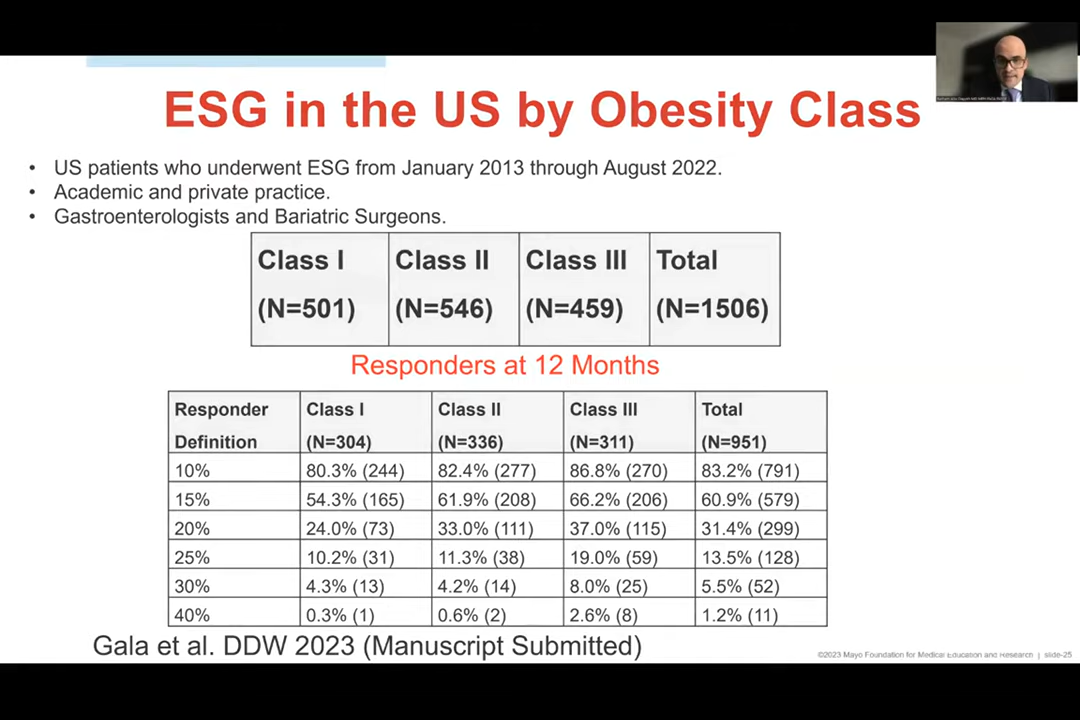 ESG in the US by Obesity Class
• US patients who underwent ESG from January 2013 through August 2022.
• Academic and private practice.
• Gastroenterologists and Bariatric Surgeons.
Class I Class II Class III Total
(N=501) (N=546) (N=459) (N=1506)
Responders at 12 Months
Responder Class I Class II Class III Total
Definition (N=304) (N=336) (N=311) (N=951)
10% 80.3% (244) 82.4% (277) 86.8% (270) 83.2% (791)
15% 54.3% (165) 61.9% (208) 66.2% (206) 60.9% (579)
20% 24.0% (73) 33.0% (111) 37.0% (115) 31.4% (299)
25% 10.2% (31) 11.3% (38) 19.0% (59) 13.5% (128)
30% 4.3% (13) 4.2% (14) 8.0% (25) 5.5% (52)
40% 0.3% (1) 0.6% (2) 2.6% (8) 1.2% (11)
Gala et al. DDW 2023 (Manuscript Submitted)
©2023 Mayo Foundation for Medical Education and Research | slide-25